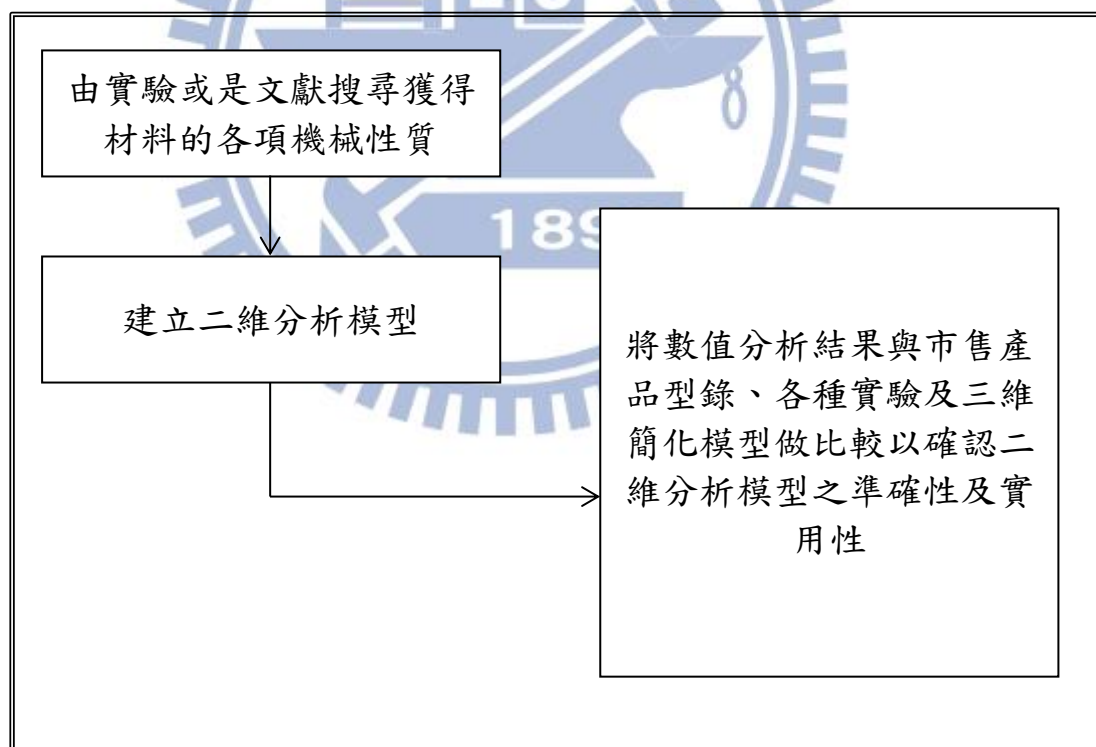 由實驗或是文獻搜尋獲得
材料的各項機械性質
189
建立二維分析模型
將數值分析結果與市售產
品型錄、各種實驗及三維
簡化模型做比較以確認二
維分析模型之準確性及實
用性